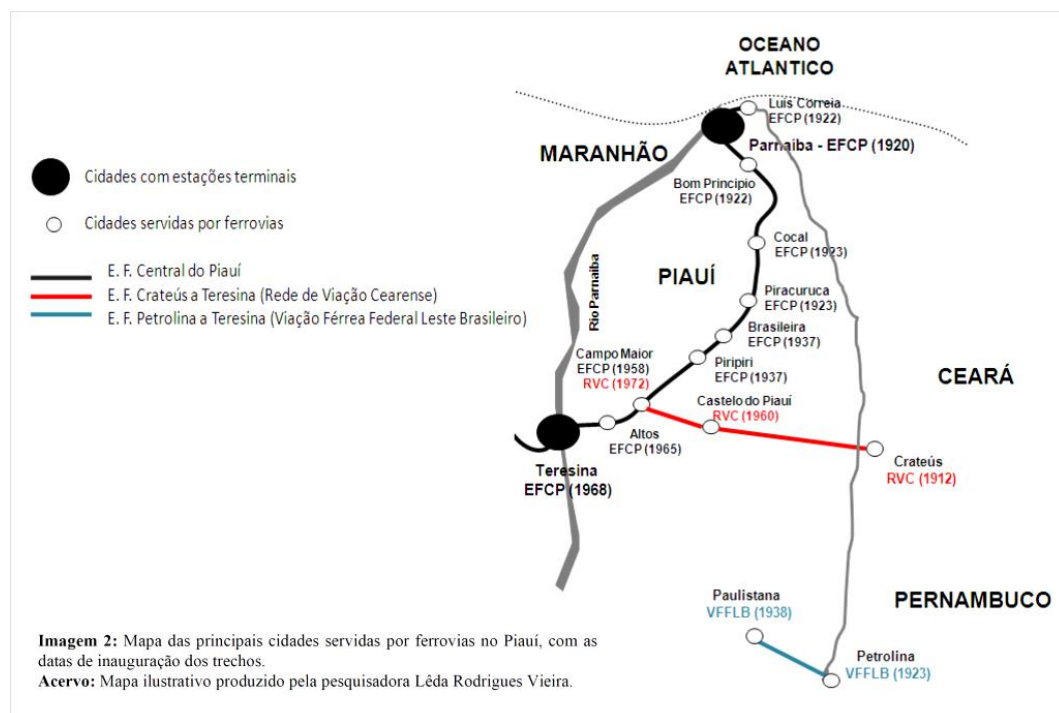 OCEANO
ATLANTICO
Luís Correia
EFCP (1922)
MARANHÃO
Parnaiba - EFCP (1920)
Cidades com estações terminais
Bom Principio
EFCP (1922)
Cidades servidas por ferrovias
Cocal
EFCP (1923)
Rio Parnaiba
PIAUÍ
E. F. Central do Piauí
E. F. Crateús a Teresina (Rede de Viação Cearense)
E. F. Petrolina a Teresina (Viação Férrea Federal Leste Brasileiro)
Piracuruca
EFCP (1923)
Brasileira
EFCP (1937)
Campo Maior
EFCP (1958)
RVC (1972)
Piripiri
EFCP (1937)
CEARÁ
Castelo do Piauí
RVC (1960)
Altos
EFCP (1965)
Crateús
RVC (1912)
Teresina
EFCP (1968)
Paulistana
VFFLB (1938)
PERNAMBUCO
Petrolina
VFFLB (1923)
Imagem 2: Mapa das principais cidades servidas por ferrovias no Piauí, com as
datas de inauguração dos trechos.
Acervo: Mapa ilustrativo produzido pela pesquisadora Lêda Rodrigues Vieira.